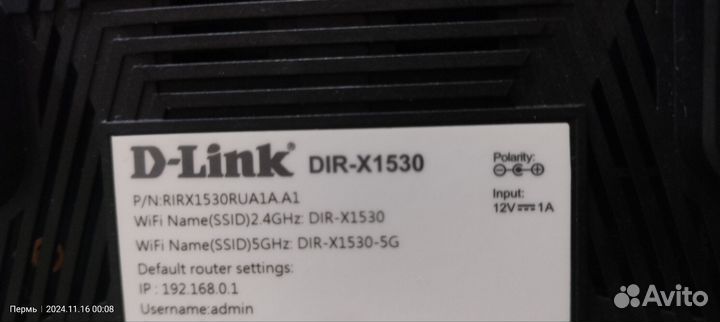 D-Link DIR-X1530
P/N:RIRX1530RUA1A.A1
WiFi Name(SSID)2.4GHz: DIR-X1530
WiFi Name(SSID)5GHz: DIR-X1530-5G
Default router settings:
IP : 192.168.0.1
Username:admin
Polarity:
Input:
12V 1A
Пермь | 2024.11.16 00:08
Avito